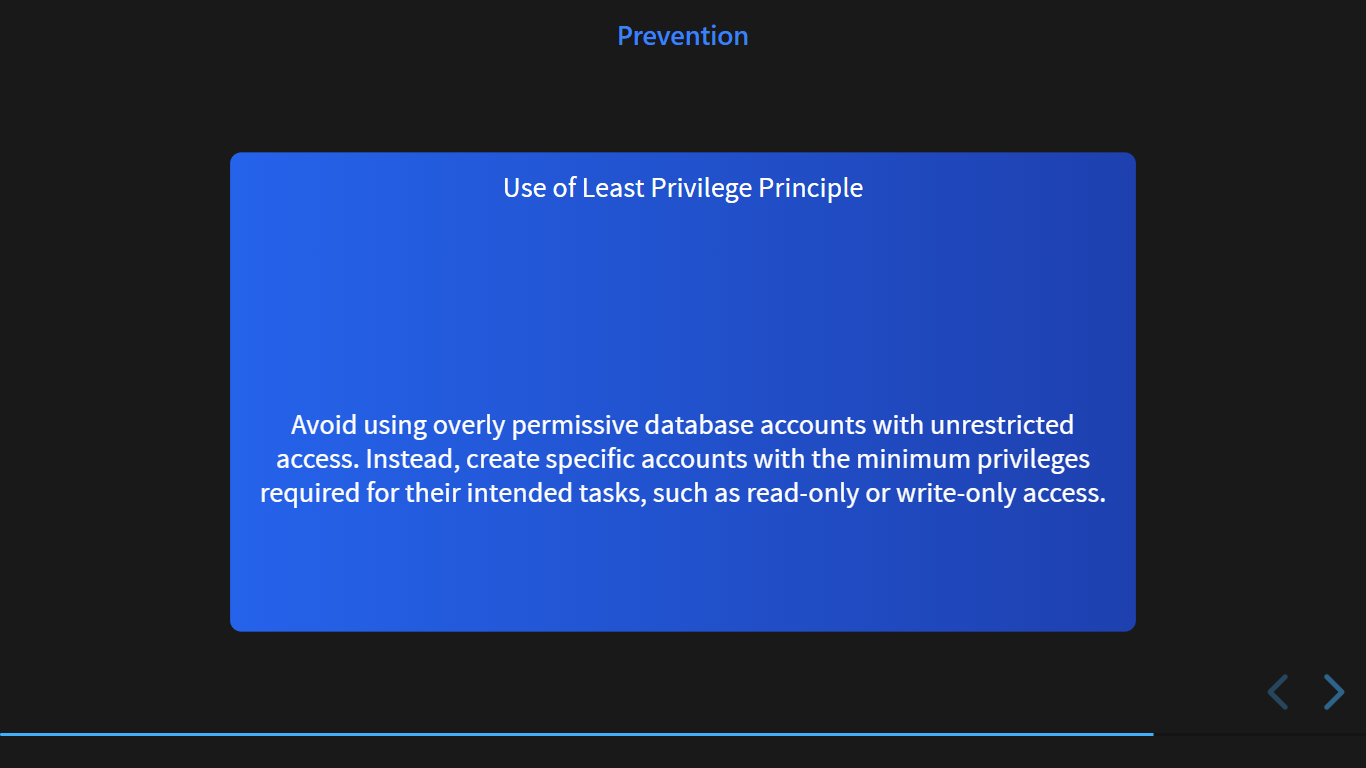 Prevention
Use of Least Privilege Principle
Avoid using overly permissive database accounts with unrestricted
access. Instead, create specific accounts with the minimum privileges
required for their intended tasks, such as read-only or write-only access.